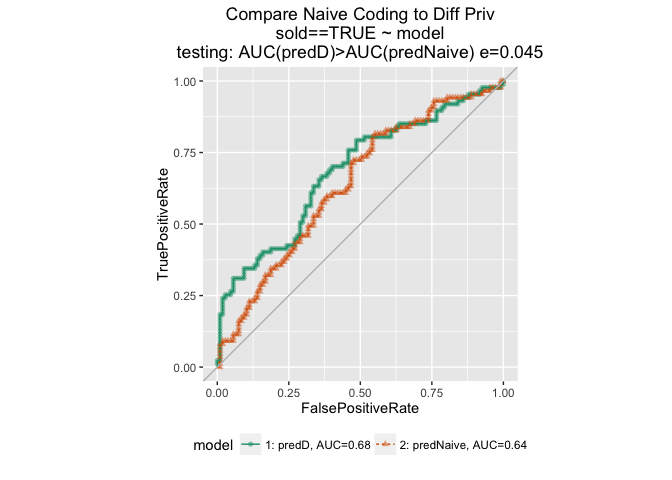 Compare Naive Coding to Diff Priv
sold==TRUE ~ model
testing: AUC(predD)>AUC(predNaive) e=0.045
1.00
0.75
0.50
0.25
0.00
TruePositiveRate
0.00 0.25 0.50 0.75 1.00
FalsePositiveRate
model 1: predD, AUC=0.68 2: predNaive, AUC=0.64